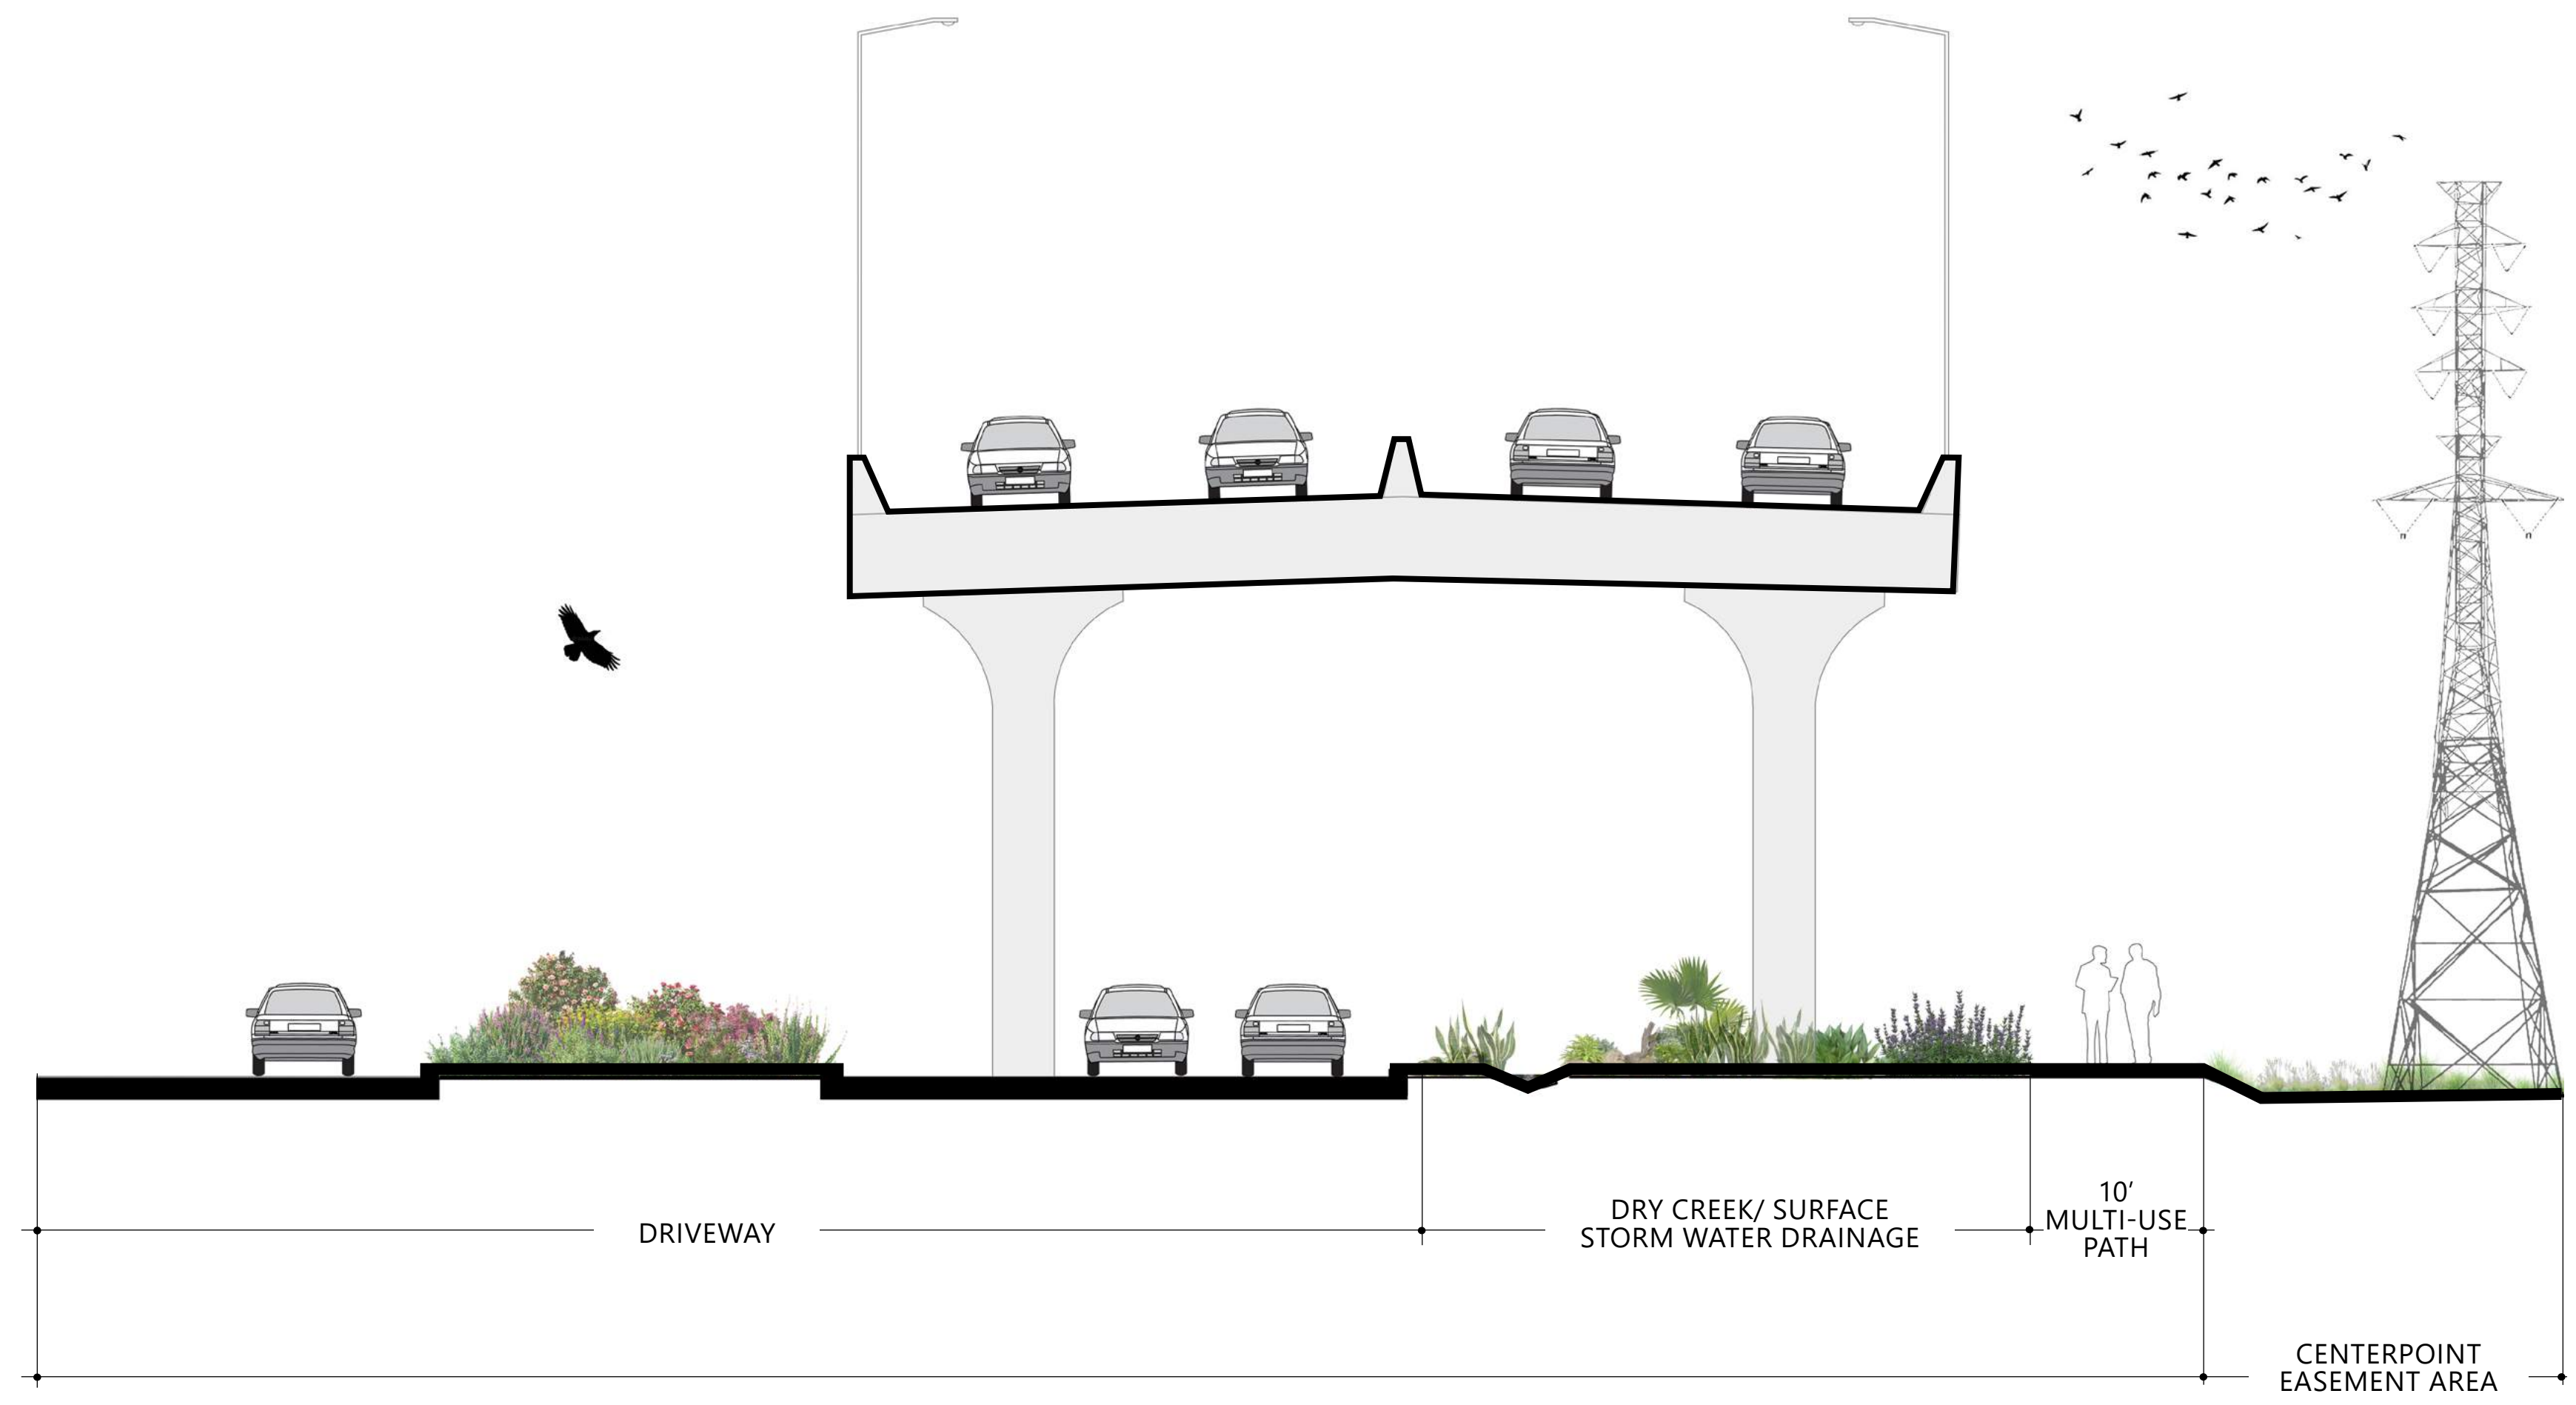 DRIVEWAY
DRY CREEK/ SURFACE
STORM WATER DRAINAGE
10’
MULTI-USE
PATH
CENTERPOINT
EASEMENT AREA